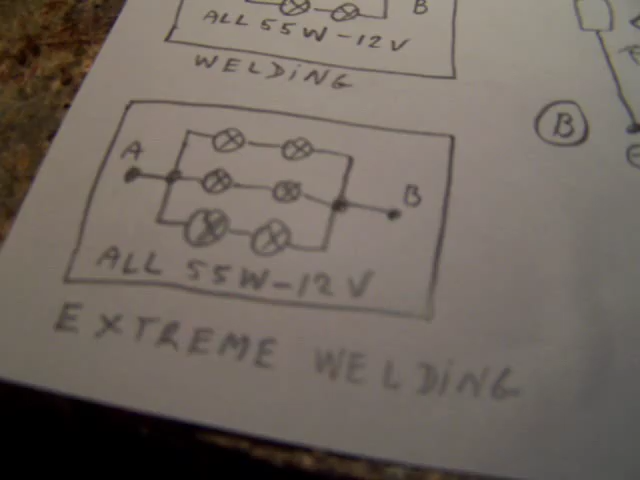 B
ALL 55W-12V
WELDING
B
A
B
ALL 55W-12V
EXTREME WELDING